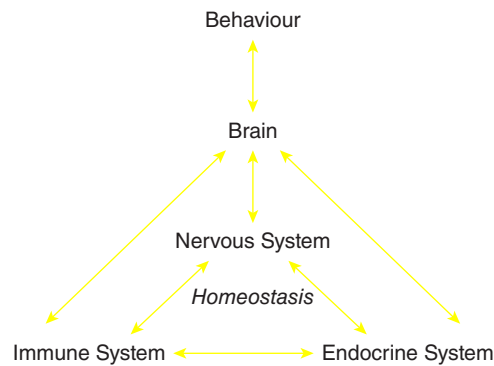 Behaviour
Brain
Nervous System
Homeostasis
Immune System
Endocrine System